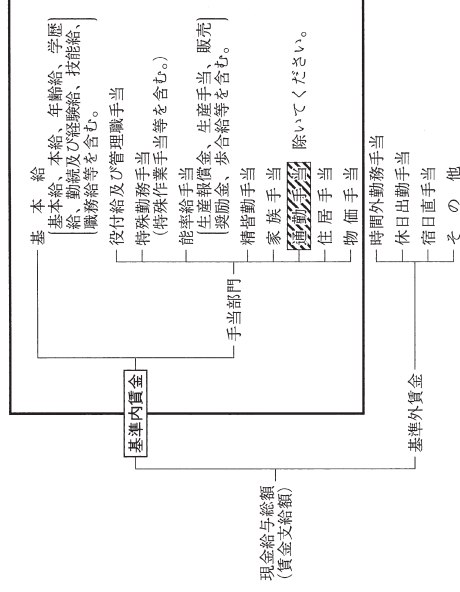 現金給与総額
(賃金支給額)
基準内賃金
基本給
基本給、本給、年齢給、学歴
給、勤続及び経験給、技能給、
職務給等を含む。
手当部門
役付給及び管理職手当
特殊勤務手当
(特殊作業手当等を含む。)
能率給手当
生産報償金、生産手当、販売
奨励金、歩合給等を含む。
精皆勤手当
家族手当
通勤手当 除いてください。
住居手当
物価手当
基準外賃金
時間外勤務手当
休日出勤手当
宿日直手当
その他